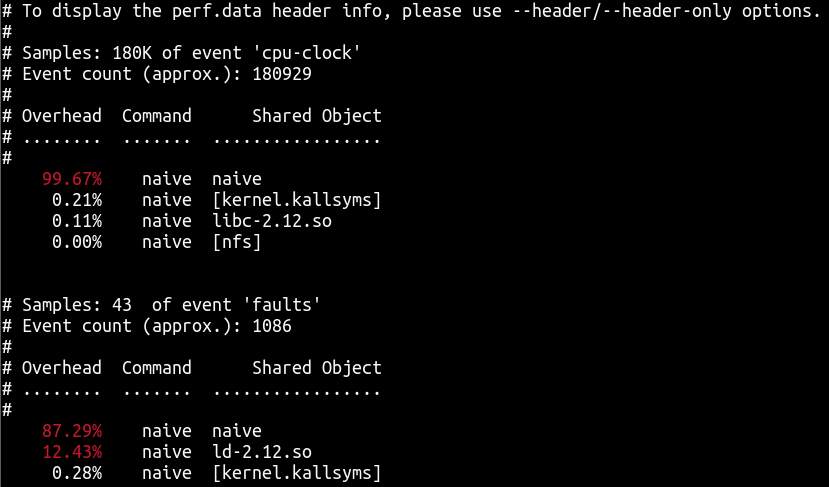 # To display the perf.data header info, please use --header/--header-only options.
#
# Samples: 180K of event 'cpu-clock'
# Event count (approx.): 180929
#
# Overhead  Command      Shared Object
# ........  .......  .................
#
    99.67%    naive  naive
     0.21%    naive  [kernel.kallsyms]
     0.11%    naive  libc-2.12.so
     0.00%    naive  [nfs]
# Samples: 43  of event 'faults'
# Event count (approx.): 1086
#
# Overhead  Command      Shared Object
# ........  .......  .................
#
    87.29%    naive  naive
    12.43%    naive  ld-2.12.so
     0.28%    naive  [kernel.kallsyms]